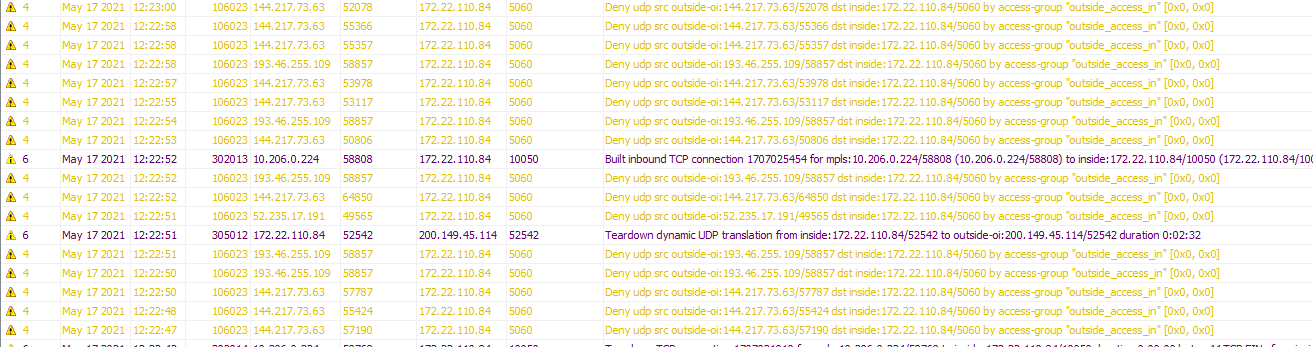 4 May 17 2021 12:23:00 106023 144.217.73.63 52078 172.22.110.84 5060 Deny udp src outside-oi:144.217.73.63/52078 dst inside:172.22.110.84/5060 by access-group "outside_access_in" [0x0, 0x0]
4 May 17 2021 12:22:58 106023 144.217.73.63 55366 172.22.110.84 5060 Deny udp src outside-oi:144.217.73.63/55366 dst inside:172.22.110.84/5060 by access-group "outside_access_in" [0x0, 0x0]
4 May 17 2021 12:22:58 106023 144.217.73.63 55357 172.22.110.84 5060 Deny udp src outside-oi:144.217.73.63/55357 dst inside:172.22.110.84/5060 by access-group "outside_access_in" [0x0, 0x0]
4 May 17 2021 12:22:58 106023 193.46.255.109 58857 172.22.110.84 5060 Deny udp src outside-oi:193.46.255.109/58857 dst inside:172.22.110.84/5060 by access-group "outside_access_in" [0x0, 0x0]
4 May 17 2021 12:22:57 106023 144.217.73.63 53978 172.22.110.84 5060 Deny udp src outside-oi:144.217.73.63/53978 dst inside:172.22.110.84/5060 by access-group "outside_access_in" [0x0, 0x0]
4 May 17 2021 12:22:55 106023 144.217.73.63 53117 172.22.110.84 5060 Deny udp src outside-oi:144.217.73.63/53117 dst inside:172.22.110.84/5060 by access-group "outside_access_in" [0x0, 0x0]
4 May 17 2021 12:22:54 106023 193.46.255.109 58857 172.22.110.84 5060 Deny udp src outside-oi:193.46.255.109/58857 dst inside:172.22.110.84/5060 by access-group "outside_access_in" [0x0, 0x0]
4 May 17 2021 12:22:53 106023 144.217.73.63 50806 172.22.110.84 5060 Deny udp src outside-oi:144.217.73.63/50806 dst inside:172.22.110.84/5060 by access-group "outside_access_in" [0x0, 0x0]
6 May 17 2021 12:22:52 302013 10.206.0.224 58808 172.22.110.84 10050 Built inbound TCP connection 1707025454 for mpls:10.206.0.224/58808 (10.206.0.224/58808) to inside:172.22.110.84/10050 (172.22.110.84/100
4 May 17 2021 12:22:52 106023 193.46.255.109 58857 172.22.110.84 5060 Deny udp src outside-oi:193.46.255.109/58857 dst inside:172.22.110.84/5060 by access-group "outside_access_in" [0x0, 0x0]
4 May 17 2021 12:22:52 106023 144.217.73.63 64850 172.22.110.84 5060 Deny udp src outside-oi:144.217.73.63/64850 dst inside:172.22.110.84/5060 by access-group "outside_access_in" [0x0, 0x0]
4 May 17 2021 12:22:51 106023 52.235.17.191 49565 172.22.110.84 5060 Deny udp src outside-oi:52.235.17.191/49565 dst inside:172.22.110.84/5060 by access-group "outside_access_in" [0x0, 0x0]
6 May 17 2021 12:22:51 305012 172.22.110.84 52542 200.149.45.114 52542 Teardown dynamic UDP translation from inside:172.22.110.84/52542 to outside-oi:200.149.45.114/52542 duration 0:02:32
4 May 17 2021 12:22:51 106023 193.46.255.109 58857 172.22.110.84 5060 Deny udp src outside-oi:193.46.255.109/58857 dst inside:172.22.110.84/5060 by access-group "outside_access_in" [0x0, 0x0]
4 May 17 2021 12:22:50 106023 193.46.255.109 58857 172.22.110.84 5060 Deny udp src outside-oi:193.46.255.109/58857 dst inside:172.22.110.84/5060 by access-group "outside_access_in" [0x0, 0x0]
4 May 17 2021 12:22:50 106023 144.217.73.63 57787 172.22.110.84 5060 Deny udp src outside-oi:144.217.73.63/57787 dst inside:172.22.110.84/5060 by access-group "outside_access_in" [0x0, 0x0]
4 May 17 2021 12:22:48 106023 144.217.73.63 55424 172.22.110.84 5060 Deny udp src outside-oi:144.217.73.63/55424 dst inside:172.22.110.84/5060 by access-group "outside_access_in" [0x0, 0x0]
4 May 17 2021 12:22:47 106023 144.217.73.63 57190 172.22.110.84 5060 Deny udp src outside-oi:144.217.73.63/57190 dst inside:172.22.110.84/5060 by access-group "outside_access_in" [0x0, 0x0]